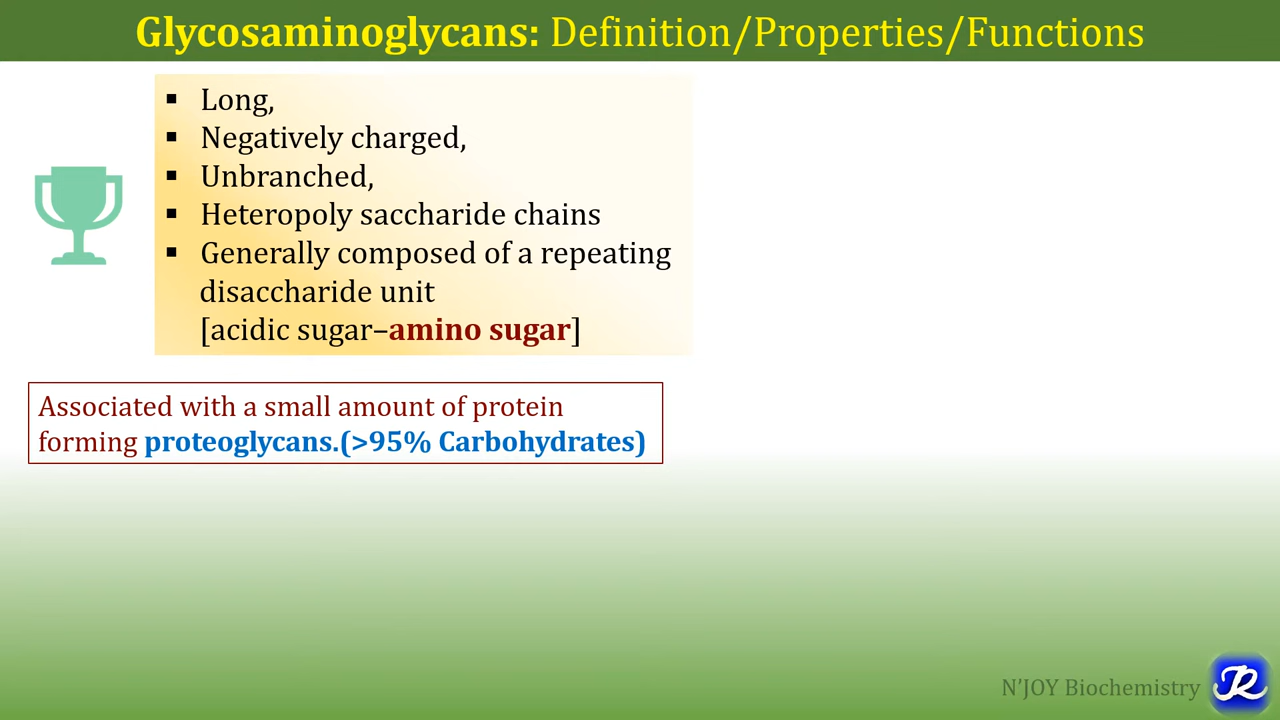 Glycosaminoglycans: Definition/Properties/Functions
▪ Long,
▪ Negatively charged,
▪ Unbranched,
▪ Heteropoly saccharide chains
▪ Generally composed of a repeating
disaccharide unit
[acidic sugar–amino sugar]
Associated with a small amount of protein
forming proteoglycans.(>95% Carbohydrates)
N’JOY Biochemistry